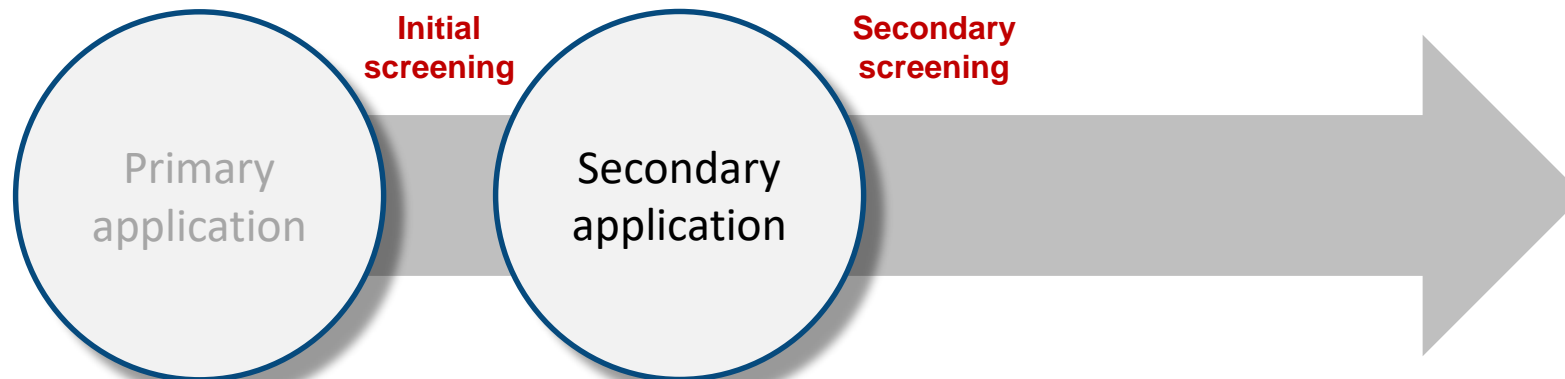 Initial
screening
Secondary
screening
Primary
application
Secondary
application